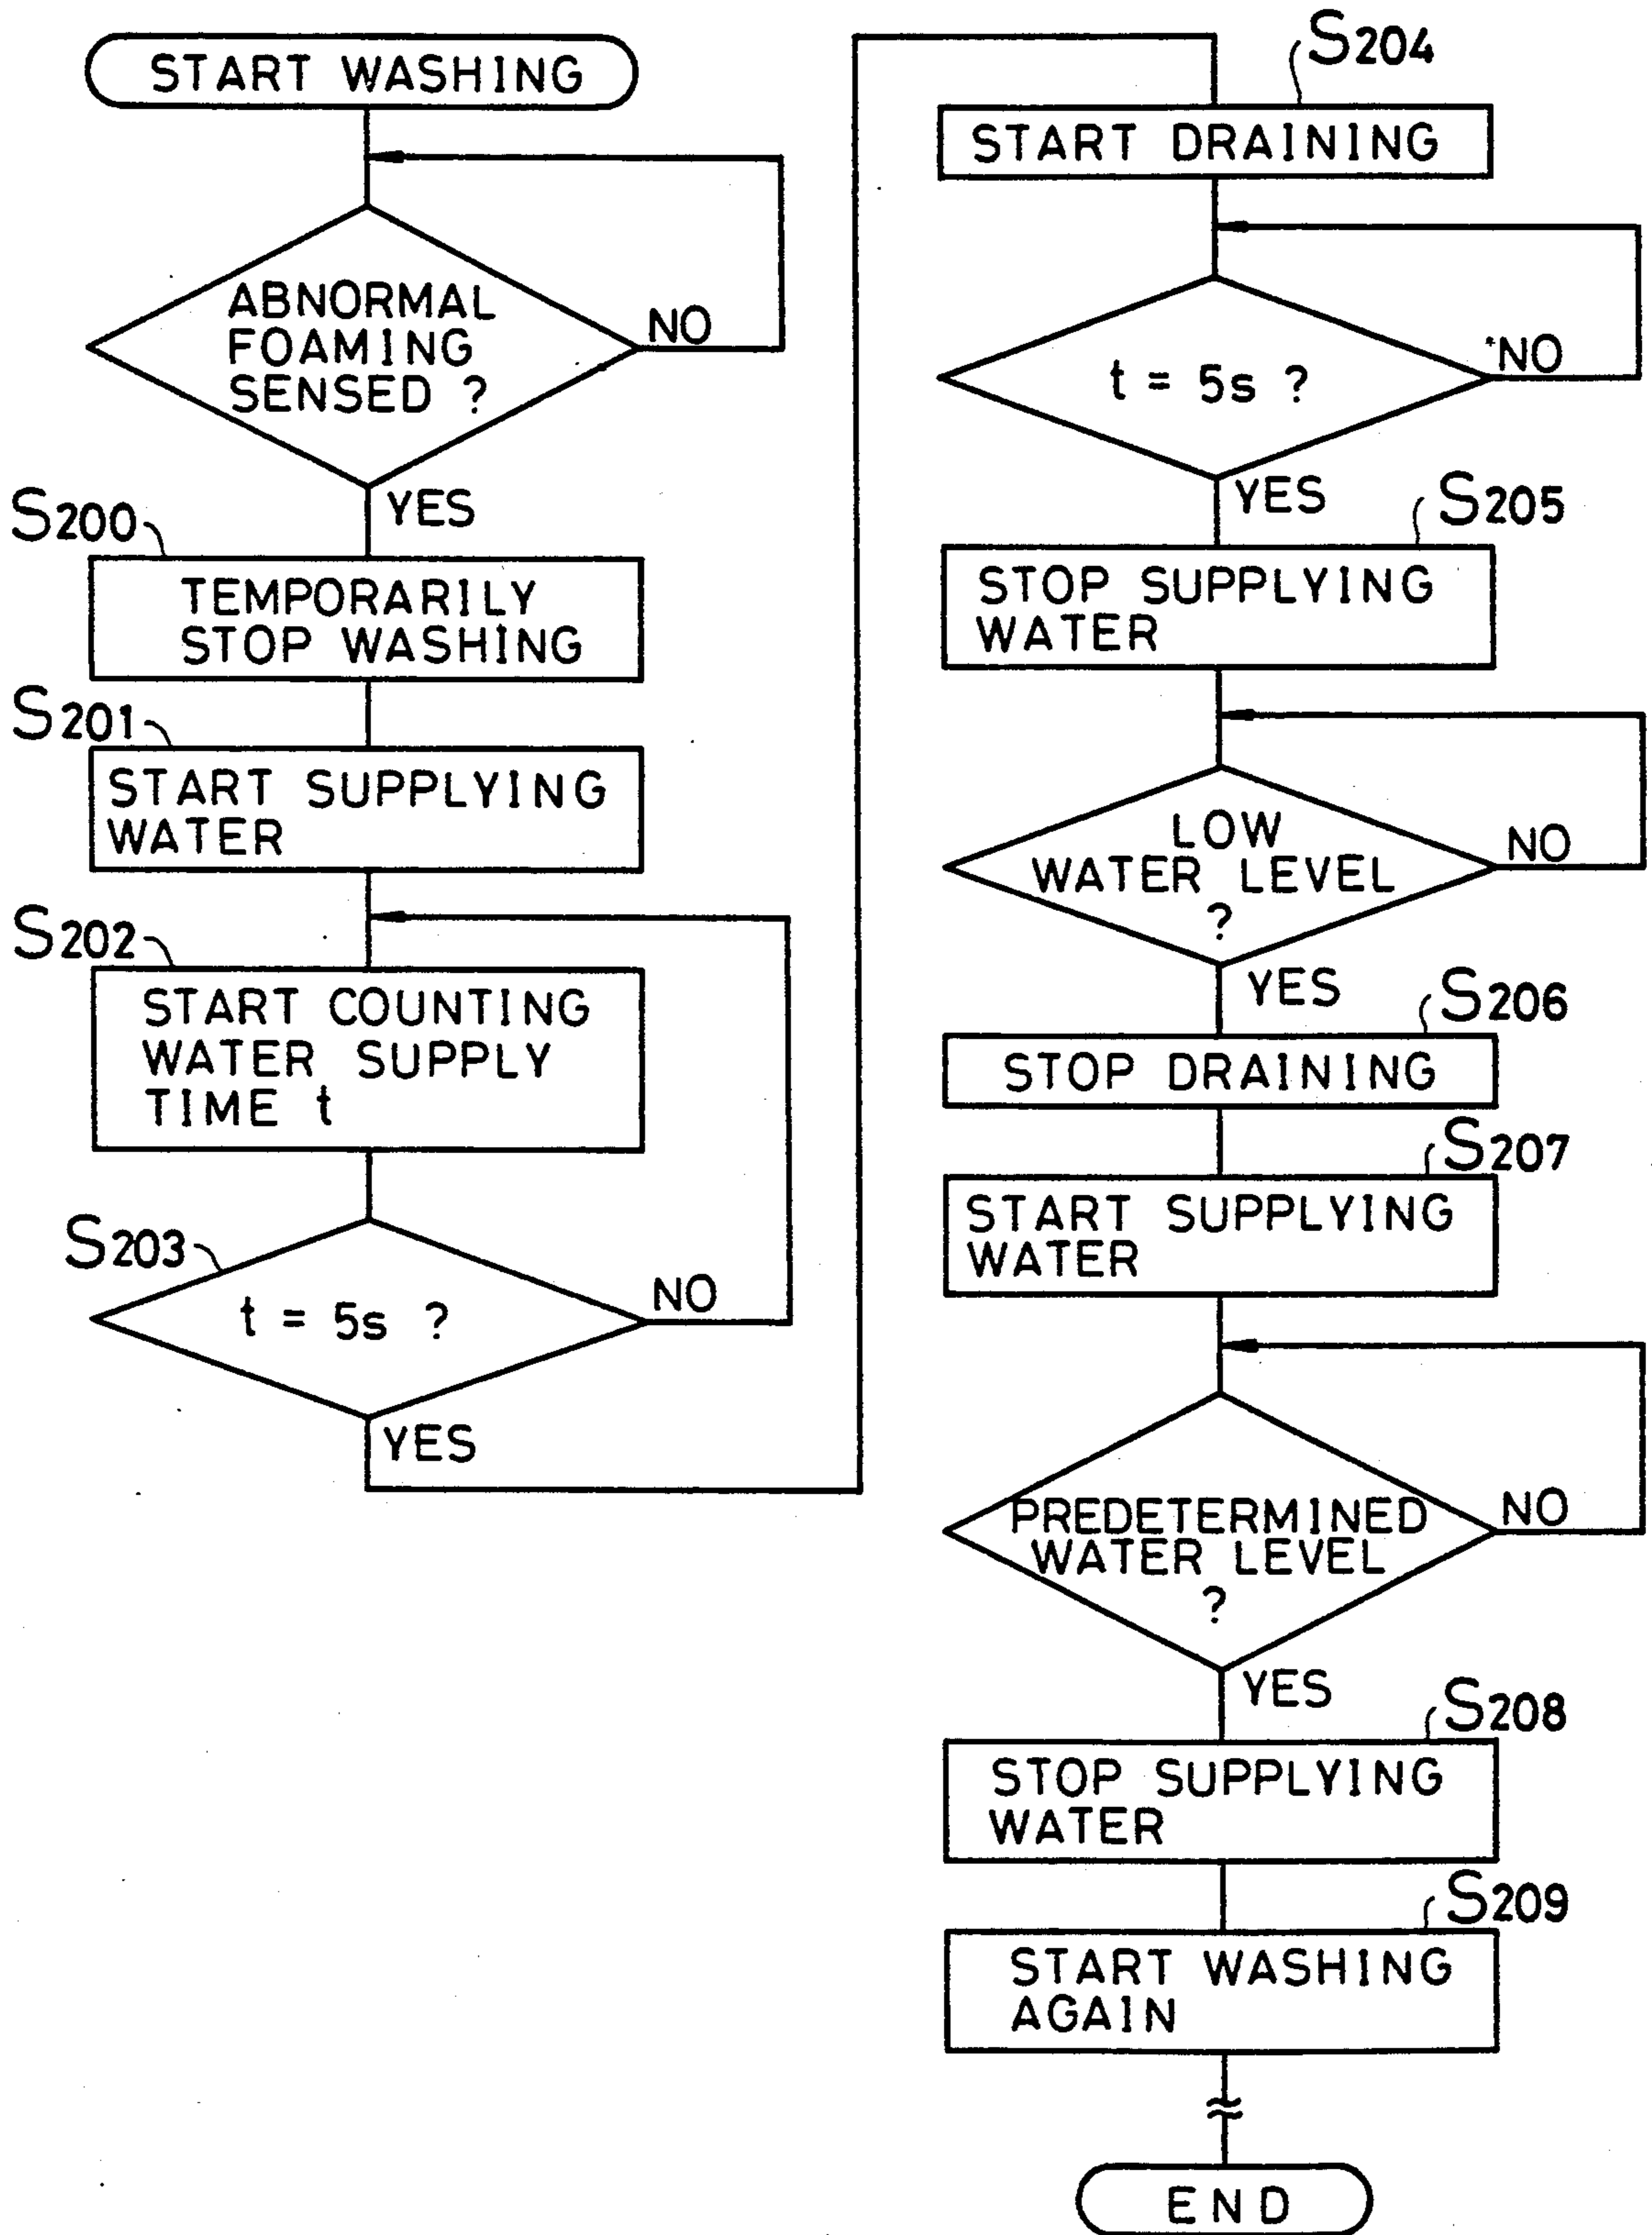 START WASHING
ABNORMAL
FOAMING
SENSED ?
NO
YES
S200
TEMPORARILY
STOP WASHING
S201
START SUPPLYING
WATER
S202
START COUNTING
WATER SUPPLY
TIME t
S203
t = 5s ?
NO
YES
S204
START DRAINING
t = 5s ?
NO
YES
S205
STOP SUPPLYING
WATER
LOW
WATER LEVEL
?
NO
YES
S206
STOP DRAINING
S207
START SUPPLYING
WATER
PREDETERMINED
WATER LEVEL
?
NO
YES
S208
STOP SUPPLYING
WATER
S209
START WASHING
AGAIN
END